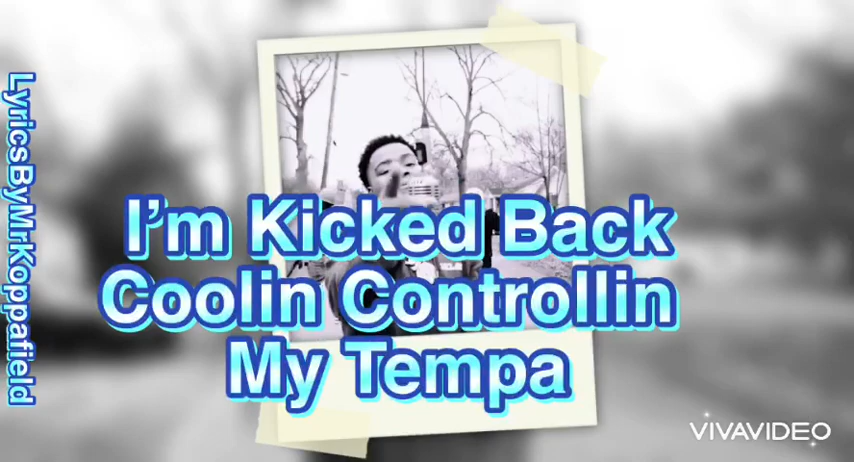 LyricsByMrKoppafield
I'm Kicked Back
Coolin Controllin
My Tempa
VIVAVIDEO